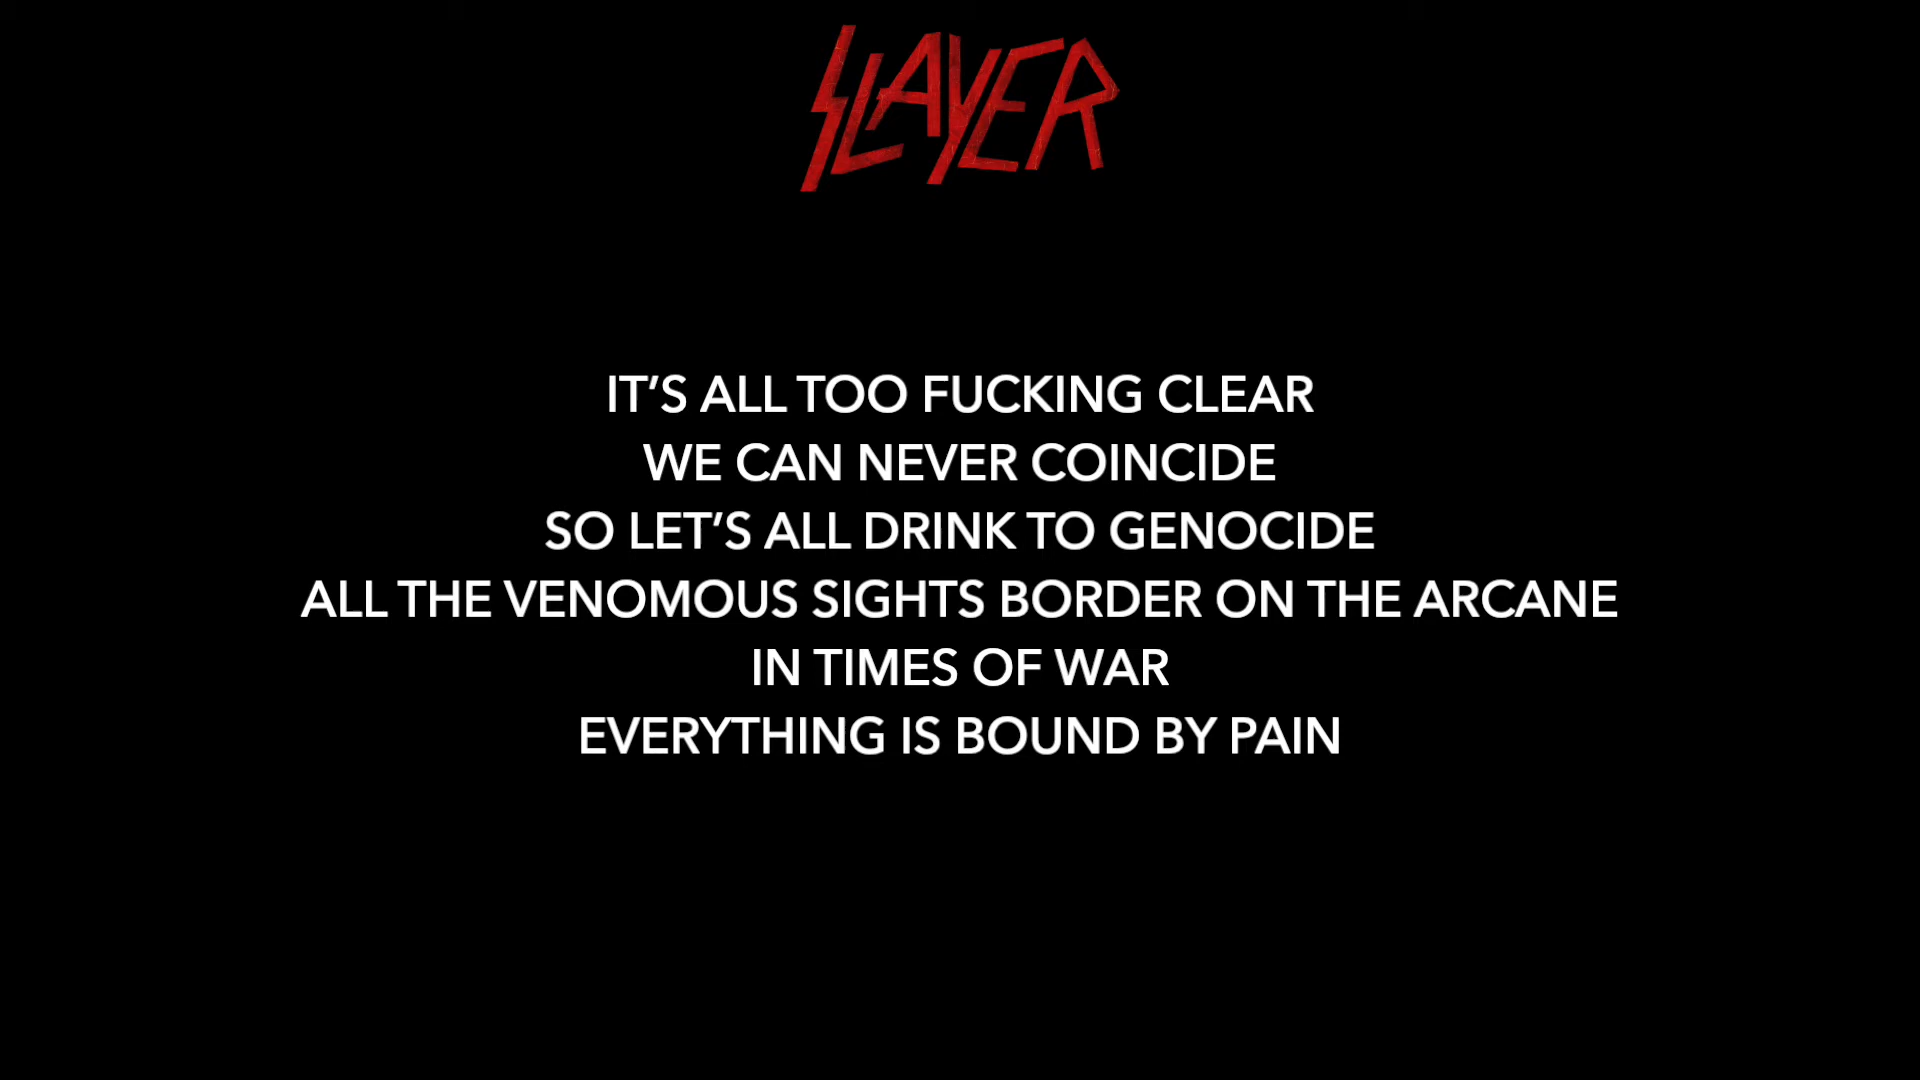 SLAYER
IT’S ALL TOO FUCKING CLEAR
WE CAN NEVER COINCIDE
SO LET’S ALL DRINK TO GENOCIDE
ALL THE VENOMOUS SIGHTS BORDER ON THE ARCANE
IN TIMES OF WAR
EVERYTHING IS BOUND BY PAIN